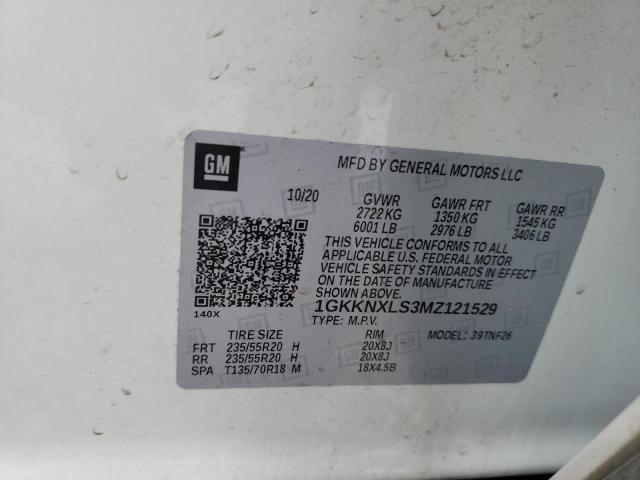 GM
MFD BY GENERAL MOTORS LLC
10/20 GVWR GAWR FRT GAWR RR
2722 KG 1350 KG 1545 KG
6001 LB 2976 LB 3406 LB
THIS VEHICLE CONFORMS TO ALL
APPLICABLE U.S. FEDERAL MOTOR
VEHICLE SAFETY STANDARDS IN EFFECT
ON THE DATE OF MANUFACTURE
SHOWN ABOVE.
140X 1GKKNXLS3MZ121529
TYPE: M.P.V. MODEL: 39TNF26
TIRE SIZE RIM
FRT 235/55R20 H 20X8J
RR 235/55R20 H 20X8J
SPA T135/70R18 M 18X4.5B